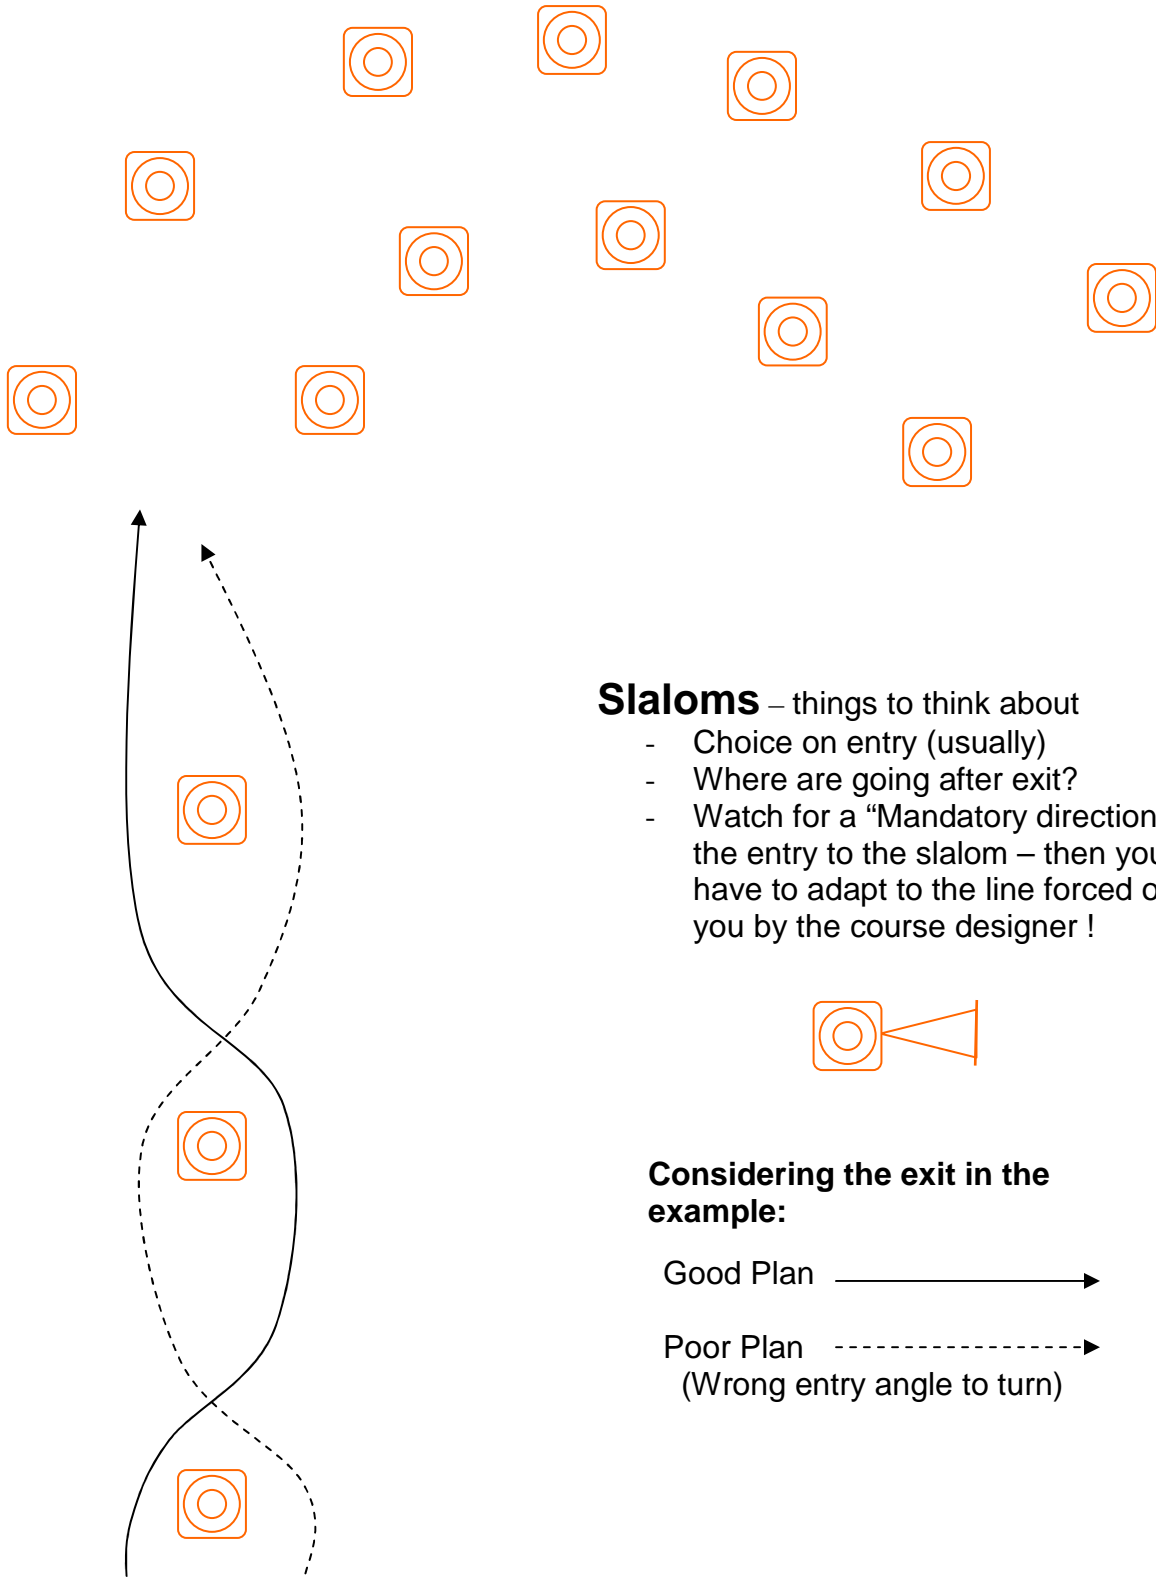 Slaloms – things to think about
- Choice on entry (usually)
- Where are going after exit?
- Watch for a “Mandatory direction
the entry to the slalom – then you
have to adapt to the line forced o
you by the course designer !
Considering the exit in the
example:
Good Plan
Poor Plan
(Wrong entry angle to turn)